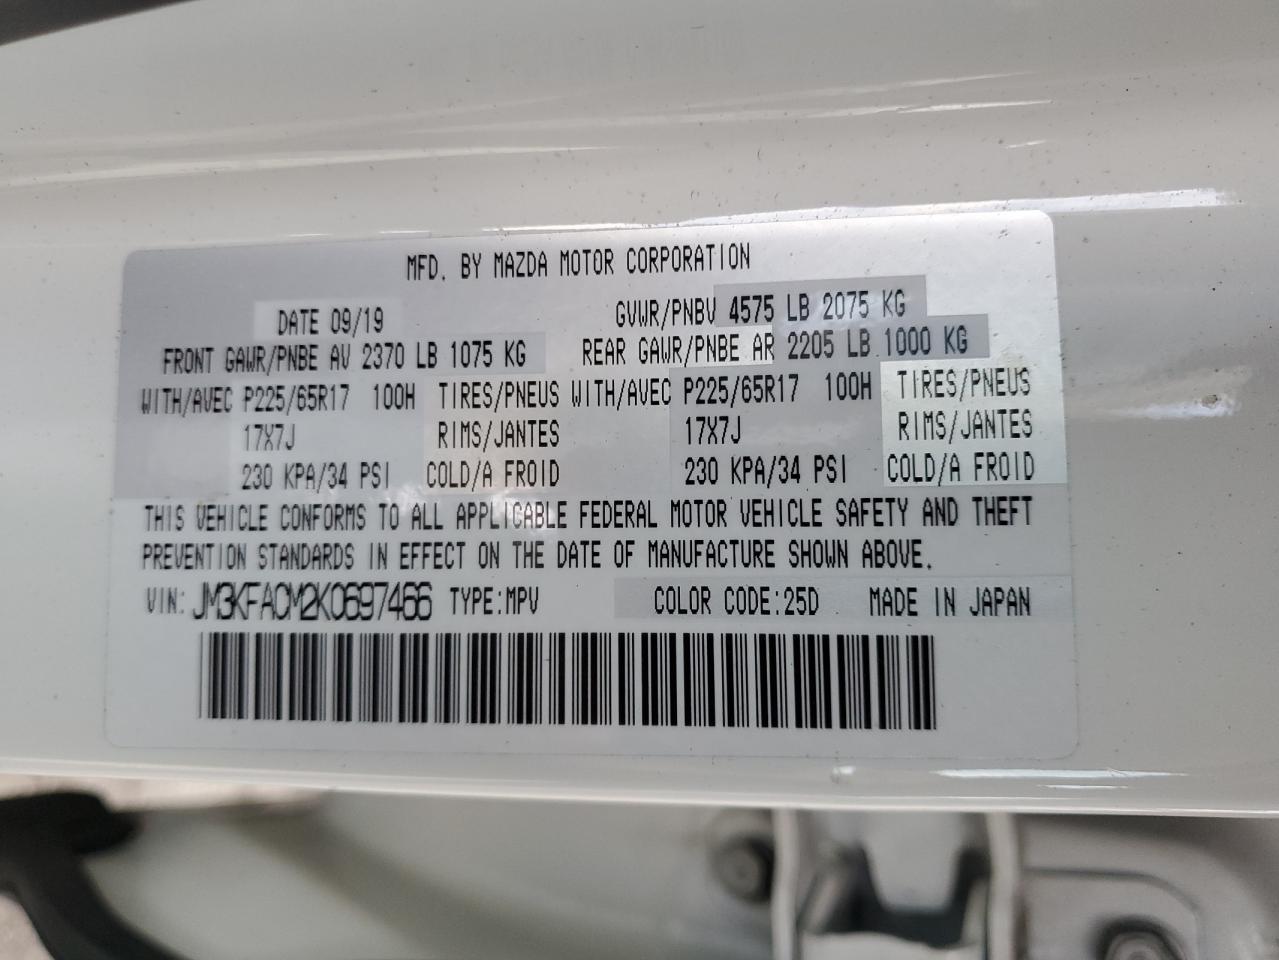 MFD. BY MAZDA MOTOR CORPORATION
DATE 09/19 GVWR/PNBV 4575 LB 2075 KG
FRONT GAWR/PNBE AV 2370 LB 1075 KG REAR GAWR/PNBE AR 2205 LB 1000 KG
WITH/AVEC P225/65R17 100H TIRES/PNEUS WITH/AVEC P225/65R17 100H TIRES/PNEUS
17X7J RIMS/JANTES 17X7J RIMS/JANTES
230 KPA/34 PSI COLD/A FROID 230 KPA/34 PSI COLD/A FROID
THIS VEHICLE CONFORMS TO ALL APPLICABLE FEDERAL MOTOR VEHICLE SAFETY AND THEFT
PREVENTION STANDARDS IN EFFECT ON THE DATE OF MANUFACTURE SHOWN ABOVE.
VIN: JM3KFACM2K0697466 TYPE:MPV COLOR CODE:25D MADE IN JAPAN